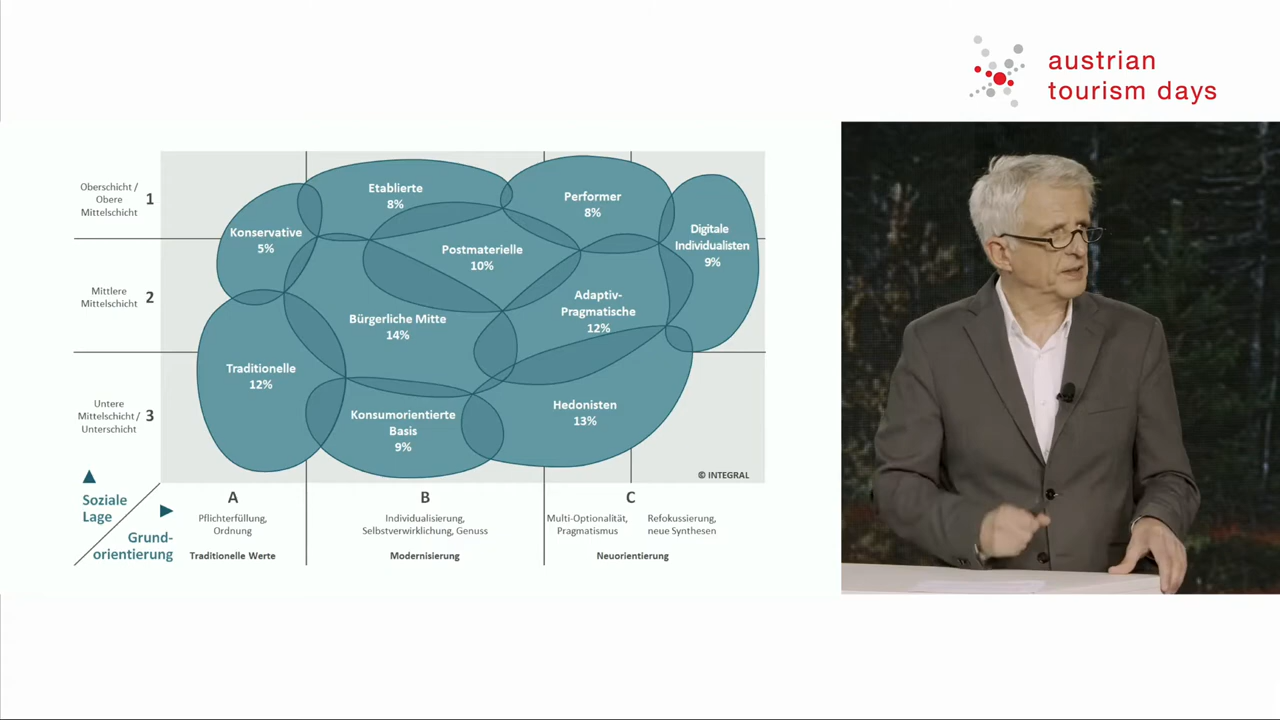 austrian
tourism days
Oberschicht /
Obere
Mittelschicht
1
Mittlere
Mittelschicht
2
Untere
Mittelschicht /
Unterschicht
3
Etablierte
8%
Performer
8%
Konservative
5%
Digitale
Individualisten
9%
Postmaterielle
10%
Adaptiv-
Pragmatische
12%
Bürgerliche Mitte
14%
Traditionelle
12%
Konsumorientierte
Basis
9%
Hedonisten
13%
© INTEGRAL
Soziale
Lage
Grund-
orientierung
A
Pflichterfüllung,
Ordnung
Traditionelle Werte
B
Individualisierung,
Selbstverwirklichung, Genuss
Modernisierung
C
Multi-Optionalität,
Pragmatismus
Refokussierung,
neue Synthesen
Neuorientierung